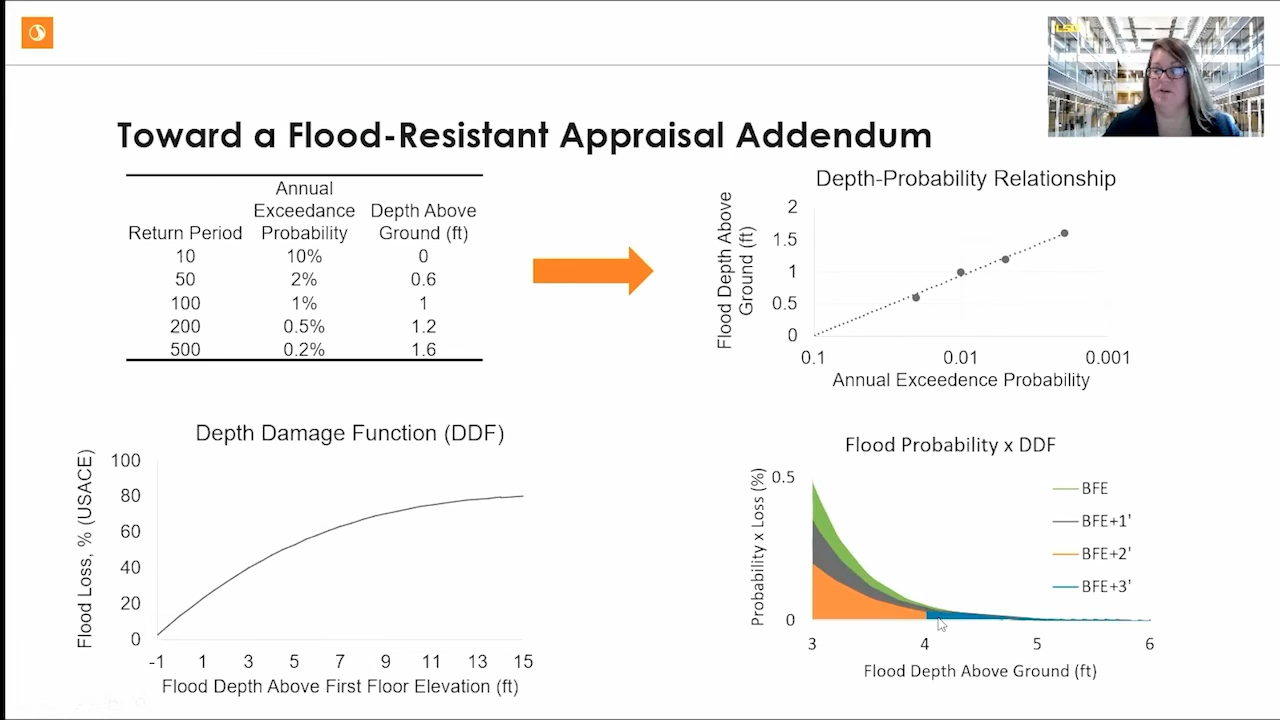 LSU
Toward a Flood-Resistant Appraisal Addendum
Annual
Exceedance Depth Above
Return Period Probability Ground (ft)
10 10% 0
50 2% 0.6
100 1% 1
200 0.5% 1.2
500 0.2% 1.6
Depth-Probability Relationship
Flood Depth Above
Ground (ft)
2
1.5
1
0.5
0
0.1 0.01 0.001
Annual Exceedence Probability
Depth Damage Function (DDF)
Flood Loss, % (USACE)
100
80
60
40
20
0
-1 1 3 5 7 9 11 13 15
Flood Depth Above First Floor Elevation (ft)
Flood Probability x DDF
Probability x Loss (%)
0.5
0
BFE
BFE+1'
BFE+2'
BFE+3'
3 4 5 6
Flood Depth Above Ground (ft)